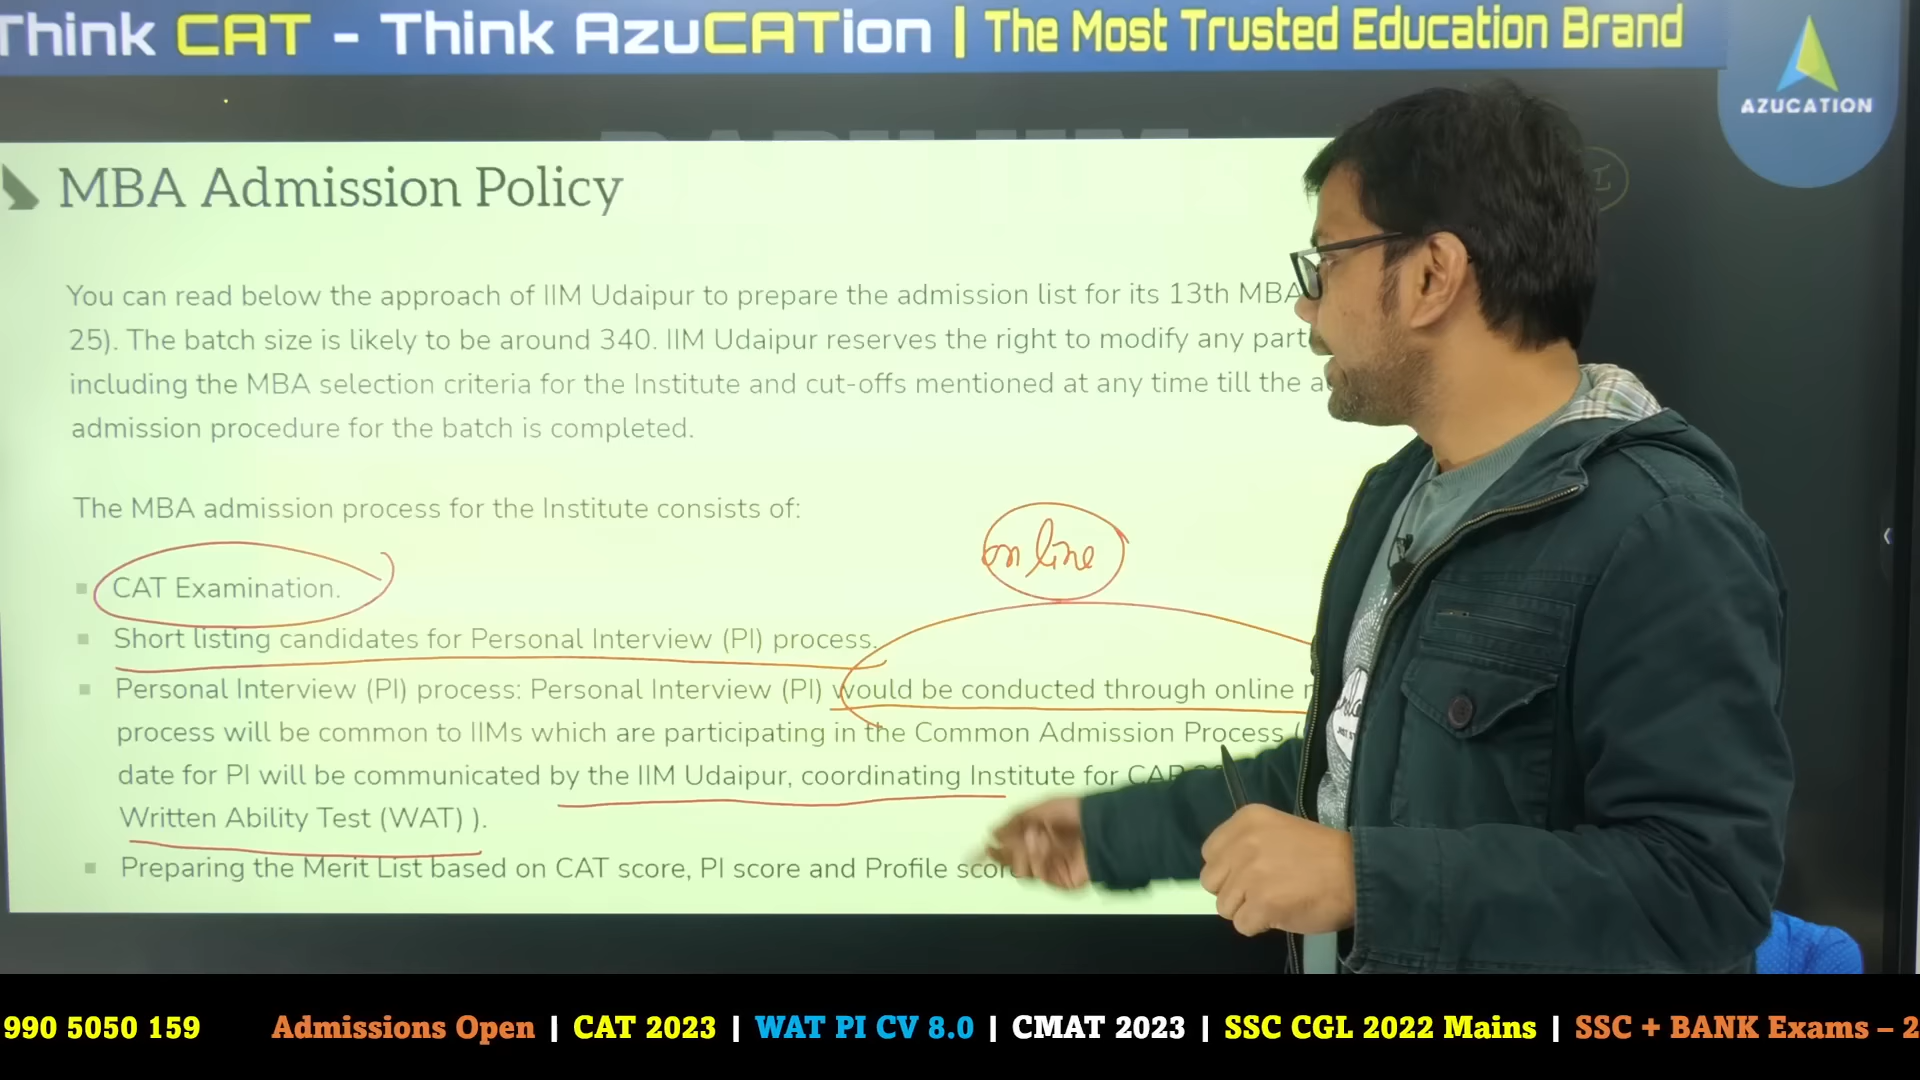 Think CAT - Think AzuCATion | The Most Trusted Education Brand
AZUCATION
MBA Admission Policy
You can read below the approach of IIM Udaipur to prepare the admission list for its 13th MBA
25). The batch size is likely to be around 340. IIM Udaipur reserves the right to modify any part
including the MBA selection criteria for the Institute and cut-offs mentioned at any time till the
admission procedure for the batch is completed.
The MBA admission process for the Institute consists of:
online
CAT Examination.
Short listing candidates for Personal Interview (PI) process.
Personal Interview (PI) process: Personal Interview (PI) would be conducted through online
process will be common to IIMs which are participating in the Common Admission Process
date for PI will be communicated by the IIM Udaipur, coordinating Institute for CAP
Written Ability Test (WAT) ).
Preparing the Merit List based on CAT score, PI score and Profile score
990 5050 159 Admissions Open | CAT 2023 | WAT PI CV 8.0 | CMAT 2023 | SSC CGL 2022 Mains | SSC + BANK Exams – 2